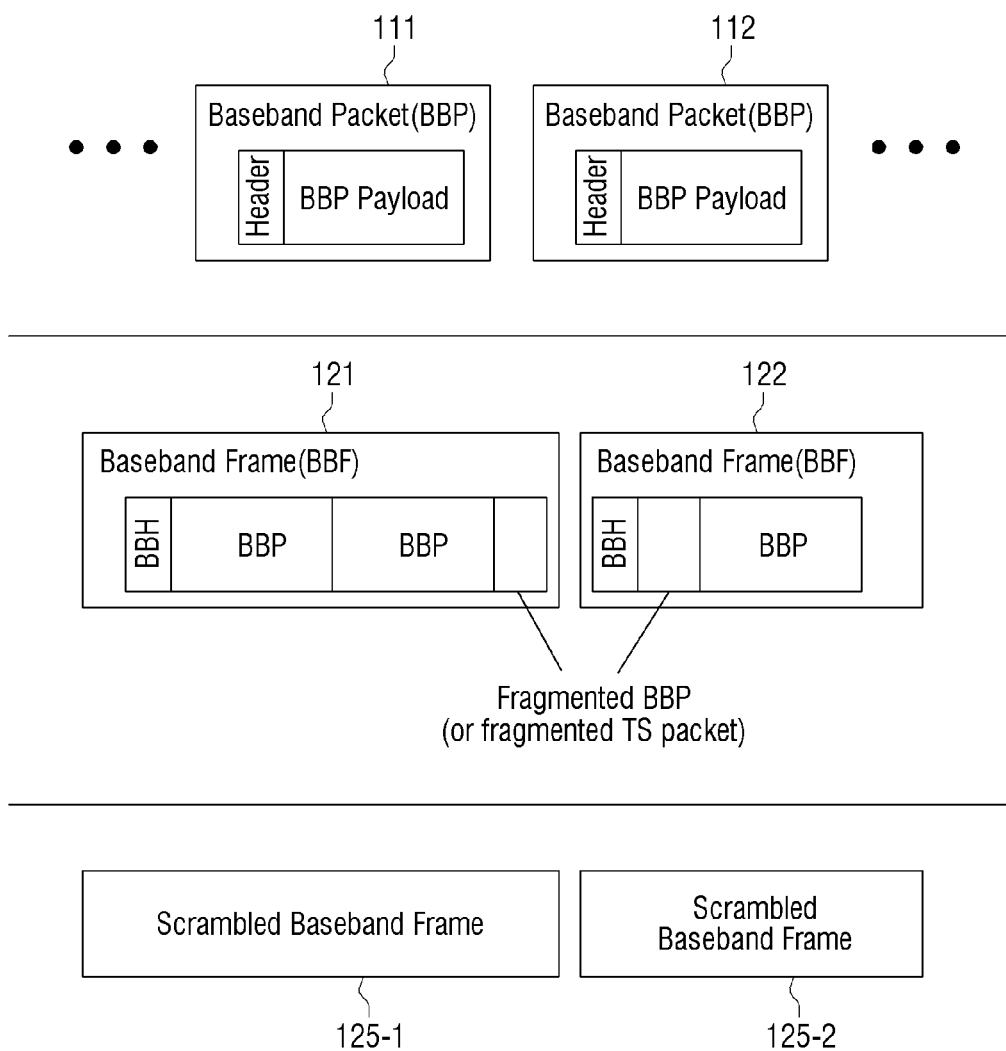 111
112
Baseband Packet(BBP)
Baseband Packet(BBP)
Header
BBP Payload
Header
BBP Payload
121
122
Baseband Frame(BBF)
Baseband Frame(BBF)
BBH
BBP
BBP
BBH
BBP
Fragmented BBP
(or fragmented TS packet)
Scrambled Baseband Frame
Scrambled
Baseband Frame
125-1
125-2